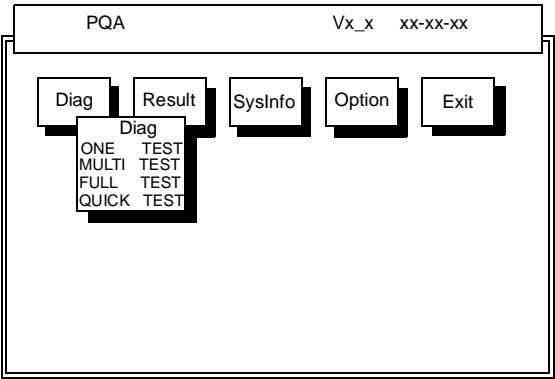 PQA Vx_x xx-xx-xx
Diag Result SysInfo Option Exit
Diag
ONE TEST
MULTI TEST
FULL TEST
QUICK TEST